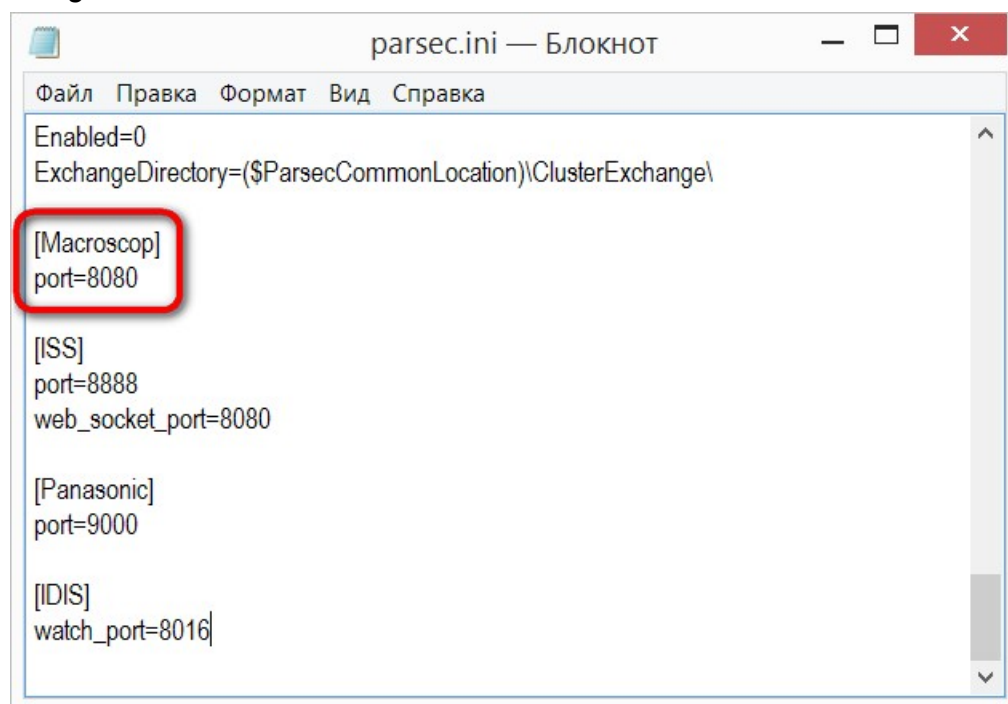 parsec.ini — Блокнот
Файл Правка Формат Вид Справка
Enabled=0
ExchangeDirectory=($ParsecCommonLocation)\ClusterExchange\
[Macroscop]
port=8080
[ISS]
port=8888
web_socket_port=8080
[Panasonic]
port=9000
[IDIS]
watch_port=8016